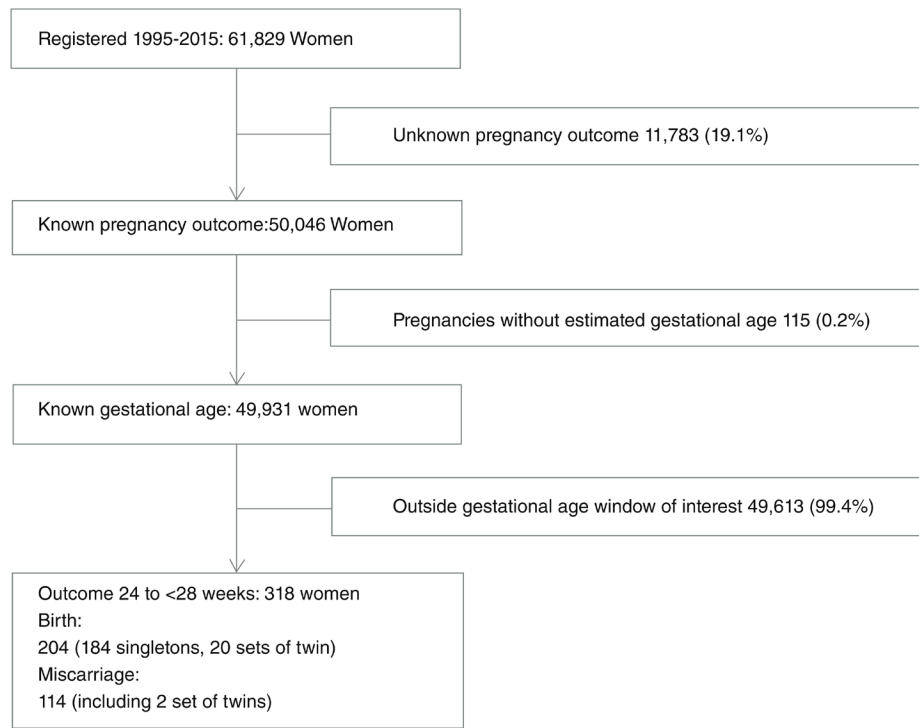 Registered 1995-2015: 61,829 Women
Unknown pregnancy outcome 11,783 (19.1%)
Known pregnancy outcome:50,046 Women
Pregnancies without estimated gestational age 115 (0.2%)
Known gestational age: 49,931 women
Outside gestational age window of interest 49,613 (99.4%)
Outcome 24 to <28 weeks: 318 women
Birth:
204 (184 singletons, 20 sets of twin)
Miscarriage:
114 (including 2 set of twins)